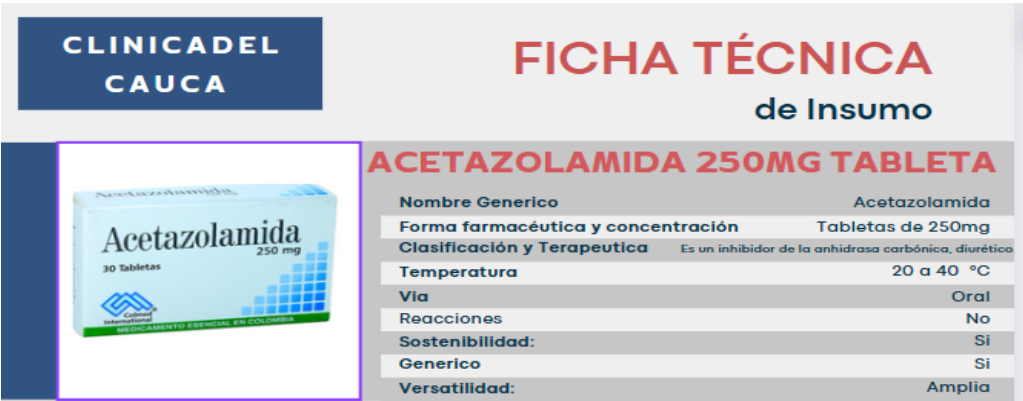 CLINICADEL
CAUCA
FICHA TÉCNICA
de Insumo
ACETAZOLAMIDA 250MG TABLETA
Acetazolamida
Acetazolamida
250 mg
30 Tabletas
Colmed
International
MEDICAMENTO ESENCIAL EN COLOMBIA
Nombre Generico Acetazolamida
Forma farmacéutica y concentración Tabletas de 250mg
Clasificación y Terapeutica Es un inhibidor de la anhidrasa carbónica, diurético
Temperatura 20 a 40 °C
Via Oral
Reacciones No
Sostenibilidad: Si
Generico Si
Versatilidad: Amplia